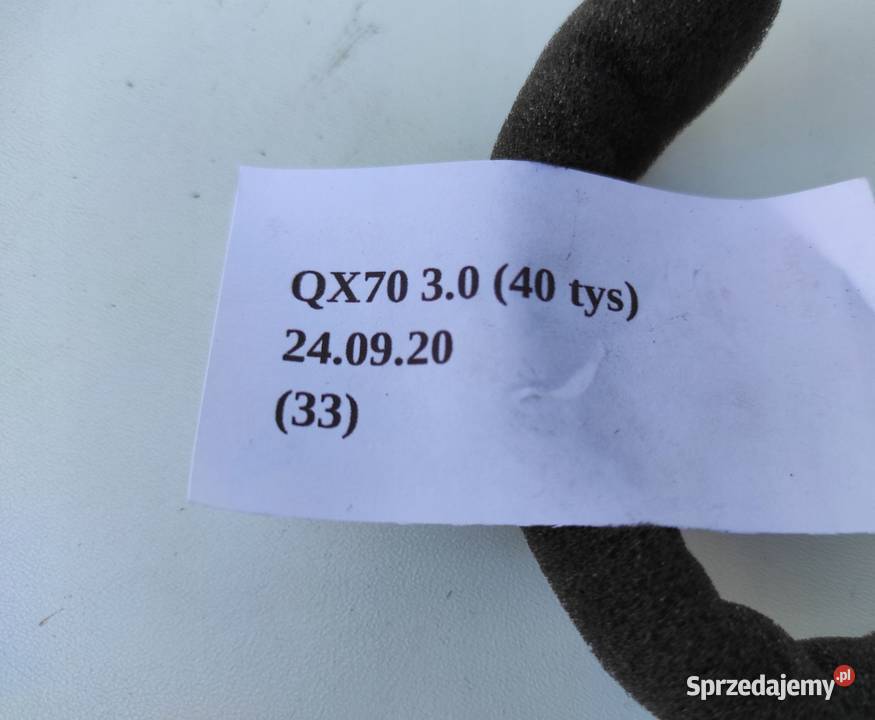 QX70 3.0 (40 tys)
24.09.20
(33)
Sprzedajemy.pl